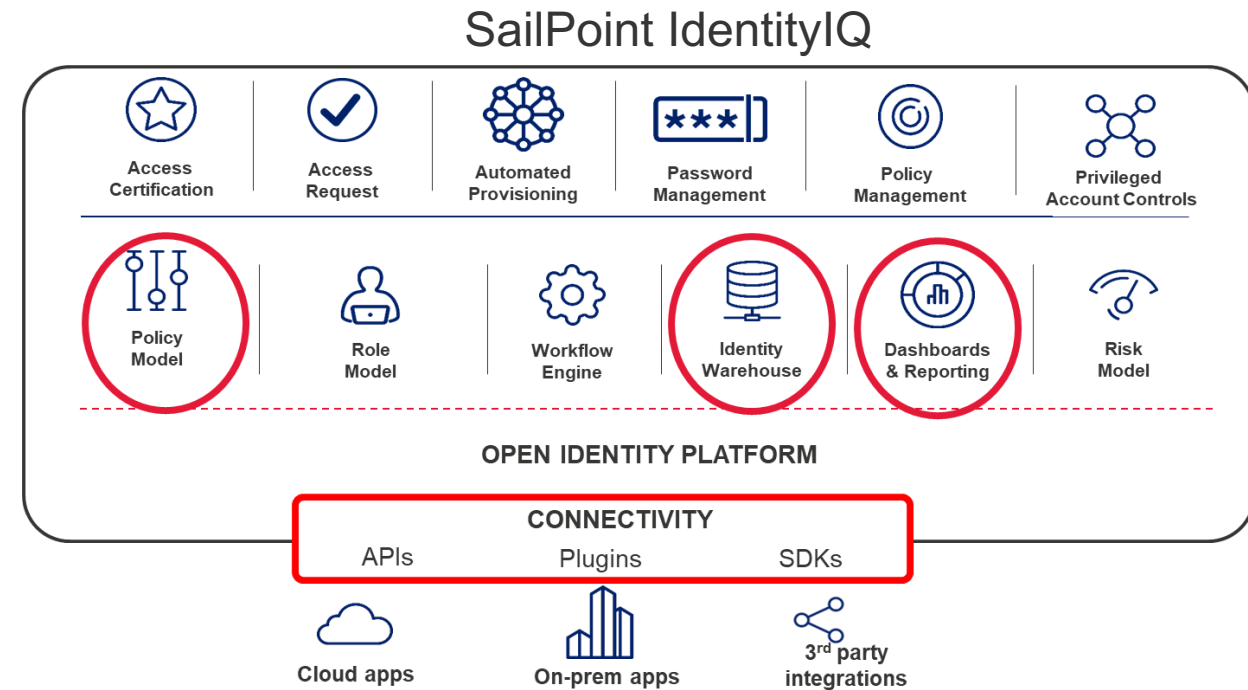 SailPoint IdentityIQ
Access
Certification
Access
Request
Automated
Provisioning
***
Password
Management
Policy
Management
Privileged
Account Controls
Policy
Model
Role
Model
Workflow
Engine
Identity
Warehouse
Dashboards
& Reporting
Risk
Model
OPEN IDENTITY PLATFORM
CONNECTIVITY
APIs Plugins SDKs
Cloud apps
On-prem apps
3rd party
integrations